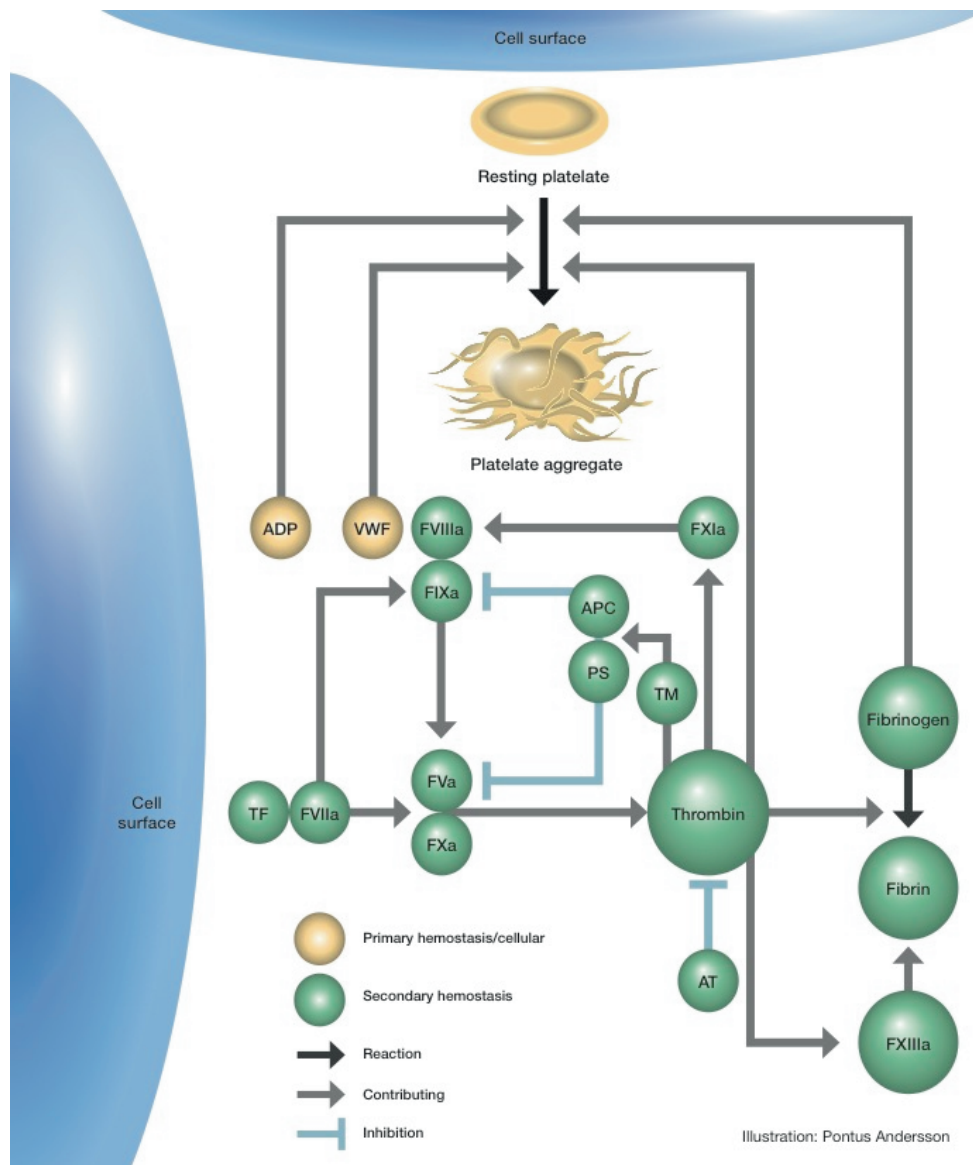 Cell surface
Resting platelate
Platelate aggregate
ADP
VWF
FVIIIa
FXIa
FIXa
APC
PS
TM
Fibrinogen
Cell
surface
TF
FVIIa
FVa
FXa
Thrombin
Fibrin
AT
FXIIIa
Primary hemostasis/cellular
Secondary hemostasis
Reaction
Contributing
Inhibition
Illustration: Pontus Andersson